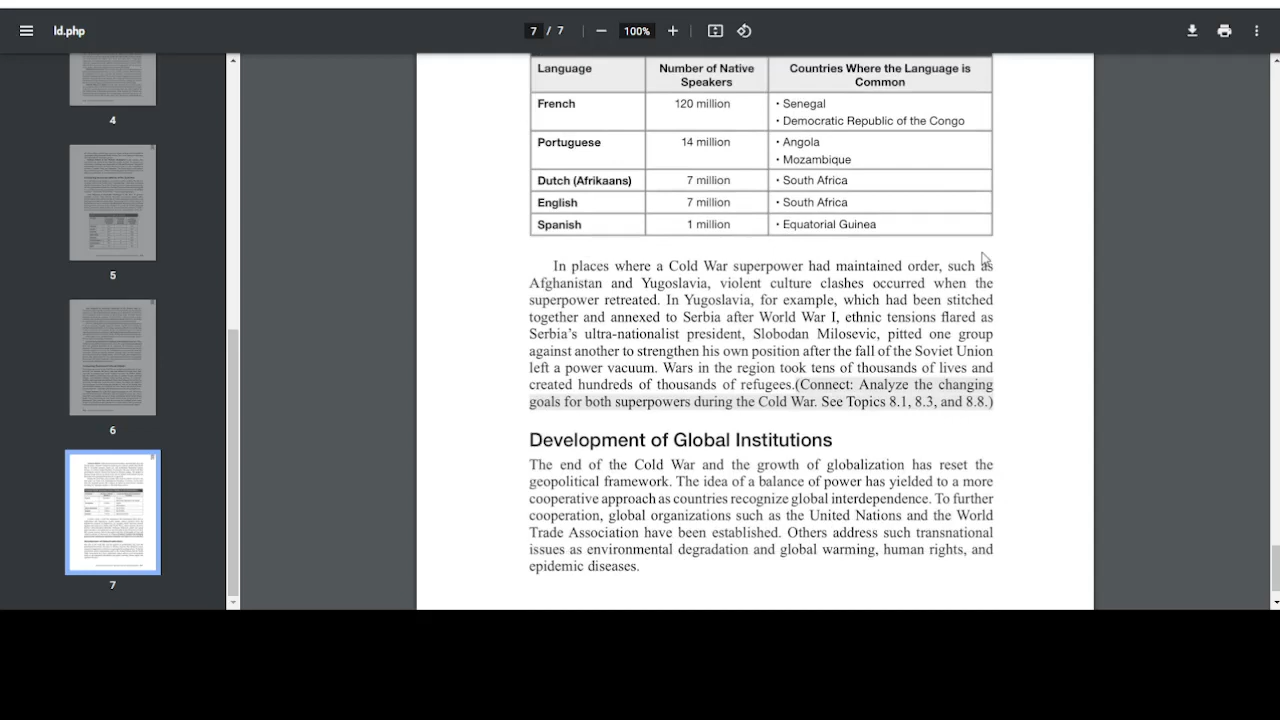 ld.php
7 / 7
100%
4
5
6
7
Language Number of Native Speakers Countries Where the Language is Common
French 120 million • Senegal
• Democratic Republic of the Congo
Portuguese 14 million • Angola
• Mozambique
Dutch (Afrikaans) 7 million • South Africa
English 7 million • South Africa
Spanish 1 million • Equatorial Guinea
In places where a Cold War superpower had maintained order, such as
Afghanistan and Yugoslavia, violent culture clashes occurred when the
superpower retreated. In Yugoslavia, for example, which had been stitched
together and annexed to Serbia after World War I, ethnic tensions flared as
Serbia's ultra-nationalist president, Slobodan Milosevic, pitted one group
against another to strengthen his own position after the fall of the Soviet Union
left a power vacuum. Wars in the region took tens of thousands of lives and
created hundreds of thousands of refugees. (Connect: Analyze the changing
goals for both superpowers during the Cold War. See Topics 8.1, 8.3, and 8.8.)
Development of Global Institutions
The end of the Cold War and the growth of globalization has reset the
geopolitical framework. The idea of a balance of power has yielded to a more
cooperative approach as countries recognize global interdependence. To further
cooperation, global organizations such as the United Nations and the World
Trade Association have been established. Others address such transnational
issues as environmental degradation and global warming, human rights, and
epidemic diseases.